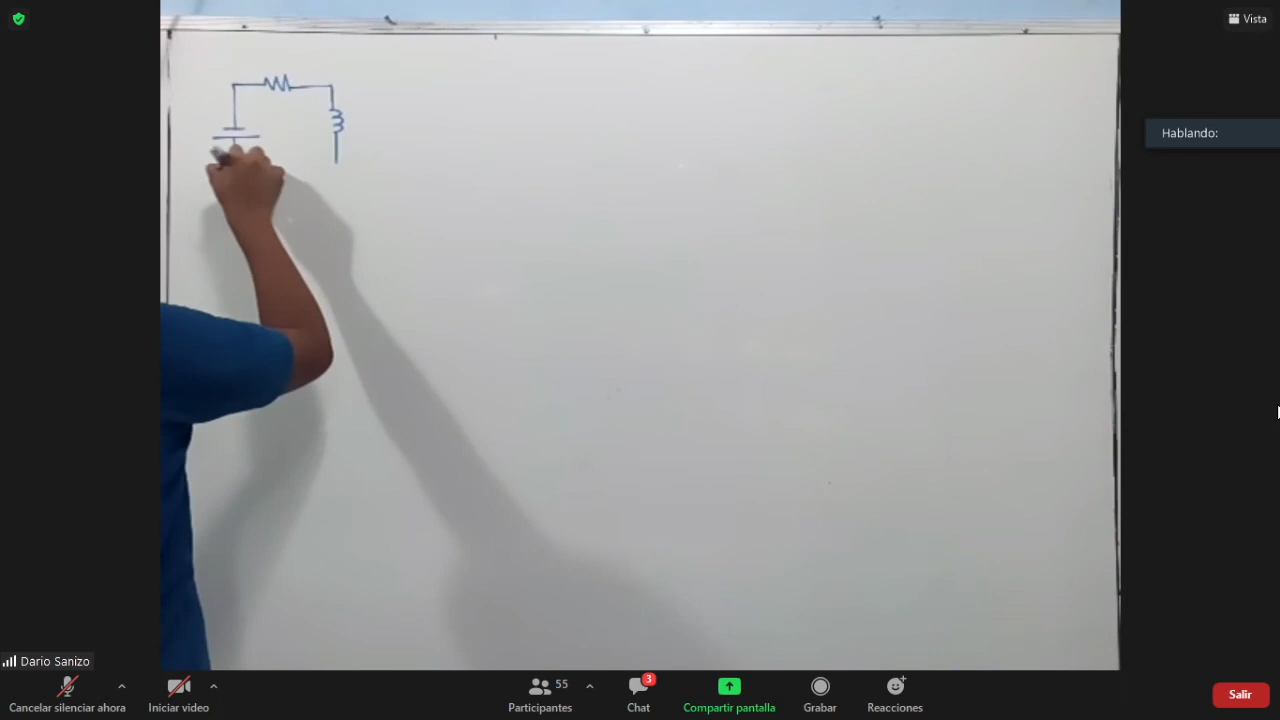 Vista
Hablando:
Dario Sanizo
Cancelar silenciar ahora
Iniciar video
55
Participantes
3
Chat
Compartir pantalla
Grabar
Reacciones
Salir